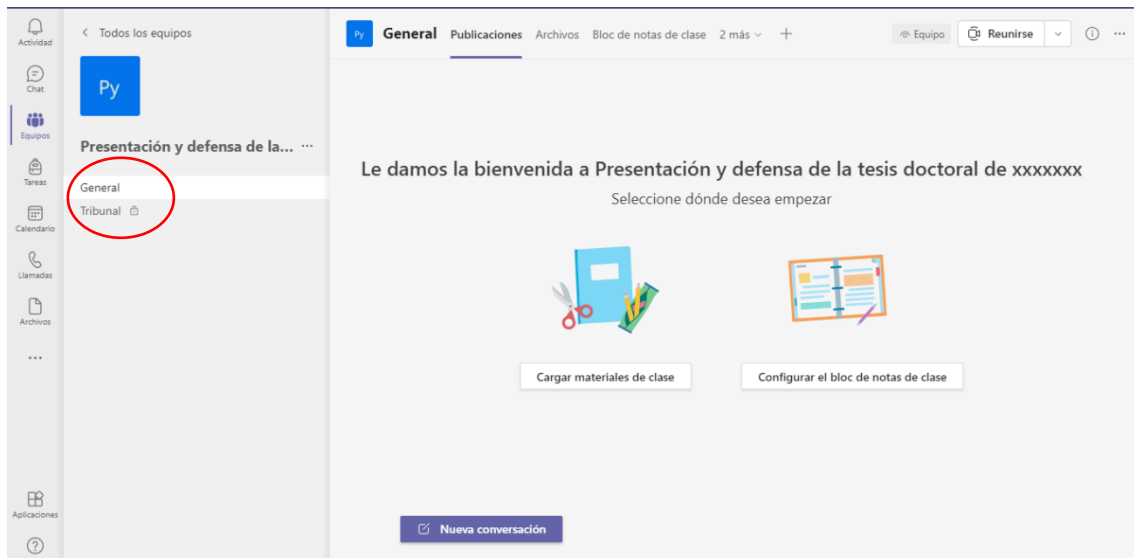 Actividad
Chat
Equipos
Tareas
Calendario
Llamadas
Archivos
Aplicaciones
Todos los equipos
Py
Presentación y defensa de la...
General
Tribunal
Py General Publicaciones Archivos Bloc de notas de clase 2 más Equipo Reunirse
Le damos la bienvenida a Presentación y defensa de la tesis doctoral de xxxxxxx
Seleccione dónde desea empezar
Cargar materiales de clase Configurar el bloc de notas de clase
Nueva conversación